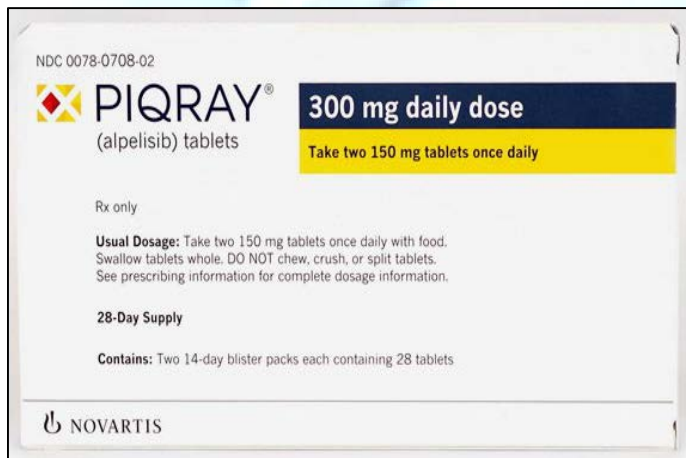 NDC 0078-0708-02
PIQRAY®
(alpelisib) tablets
300 mg daily dose
Take two 150 mg tablets once daily
Rx only
Usual Dosage: Take two 150 mg tablets once daily with food.
Swallow tablets whole. DO NOT chew, crush, or split tablets.
See prescribing information for complete dosage information.
28-Day Supply
Contains: Two 14-day blister packs each containing 28 tablets
NOVARTIS